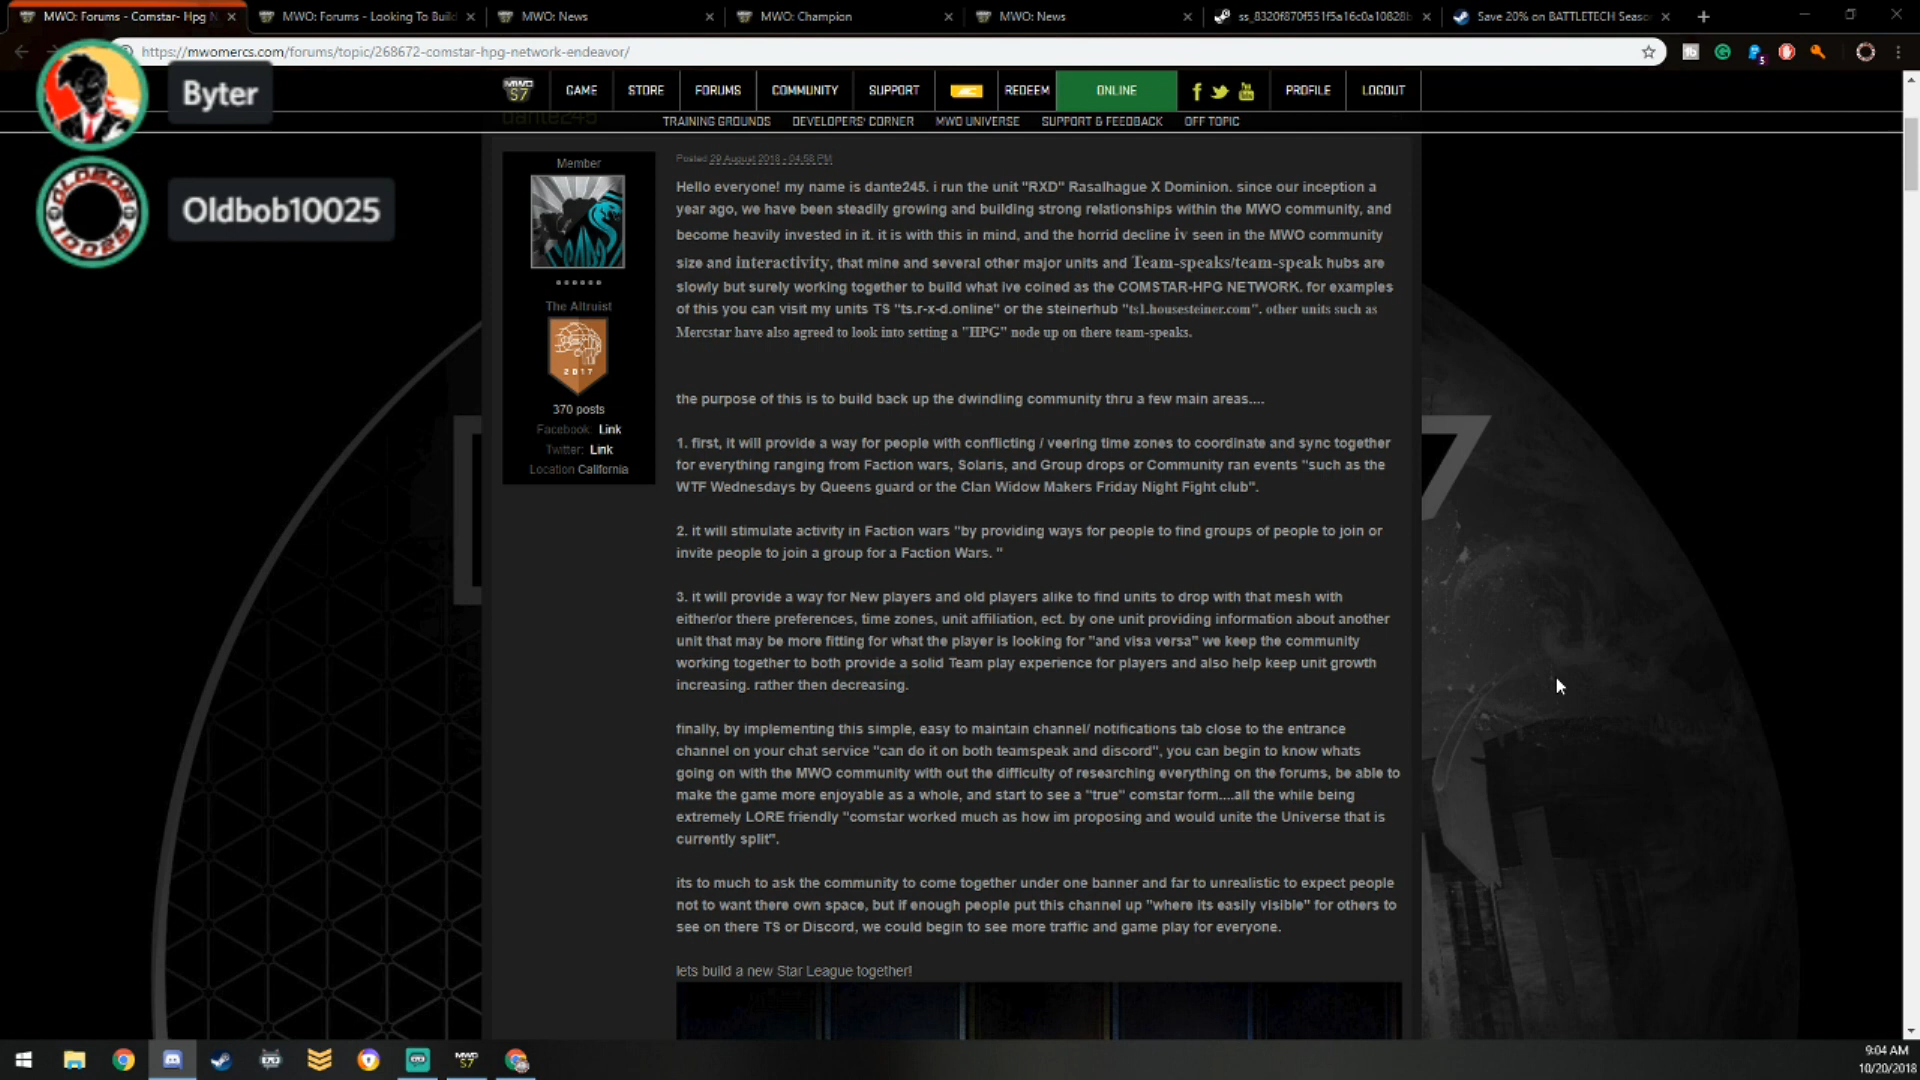 MWO: Forums - Comstar- Hpg N
MWO: Forums - Looking To Build
MWO: News
MWO: Champion
MWO: News
ss_8320f870f551f5a16c0a10828b
Save 20% on BATTLETECH Seaso
https://mwomercs.com/forums/topic/268672-comstar-hpg-network-endeavor/
5
Byter
Oldbob10025
OLDBOB
10025
MWO
S7
GAME
STORE
FORUMS
COMMUNITY
SUPPORT
REDEEM
ONLINE
PROFILE
LOGOUT
dante245
TRAINING GROUNDS
DEVELOPERS' CORNER
MWO UNIVERSE
SUPPORT & FEEDBACK
OFF TOPIC
Member
The Altruist
2017
370 posts
Facebook: Link
Twitter: Link
Location California
Posted 29 August 2018 - 04:58 PM
Hello everyone! my name is dante245. i run the unit "RXD" Rasalhague X Dominion. since our inception a
year ago, we have been steadily growing and building strong relationships within the MWO community, and
become heavily invested in it. it is with this in mind, and the horrid decline iv seen in the MWO community
size and interactivity, that mine and several other major units and Team-speaks/team-speak hubs are
slowly but surely working together to build what ive coined as the COMSTAR-HPG NETWORK. for examples
of this you can visit my units TS "ts.r-x-d.online" or the steinerhub "ts1.housesteiner.com". other units such as
Mercstar have also agreed to look into setting a "HPG" node up on there team-speaks.
the purpose of this is to build back up the dwindling community thru a few main areas....
1. first, it will provide a way for people with conflicting / veering time zones to coordinate and sync together
for everything ranging from Faction wars, Solaris, and Group drops or Community ran events "such as the
WTF Wednesdays by Queens guard or the Clan Widow Makers Friday Night Fight club".
2. it will stimulate activity in Faction wars "by providing ways for people to find groups of people to join or
invite people to join a group for a Faction Wars. "
3. it will provide a way for New players and old players alike to find units to drop with that mesh with
either/or there preferences, time zones, unit affiliation, ect. by one unit providing information about another
unit that may be more fitting for what the player is looking for "and visa versa" we keep the community
working together to both provide a solid Team play experience for players and also help keep unit growth
increasing. rather then decreasing.
finally, by implementing this simple, easy to maintain channel/ notifications tab close to the entrance
channel on your chat service "can do it on both teamspeak and discord", you can begin to know whats
going on with the MWO community with out the difficulty of researching everything on the forums, be able to
make the game more enjoyable as a whole, and start to see a "true" comstar form....all the while being
extremely LORE friendly "comstar worked much as how im proposing and would unite the Universe that is
currently split".
its to much to ask the community to come together under one banner and far to unrealistic to expect people
not to want there own space, but if enough people put this channel up "where its easily visible" for others to
see on there TS or Discord, we could begin to see more traffic and game play for everyone.
lets build a new Star League together!
MWO
S7
9:04 AM
10/20/2018